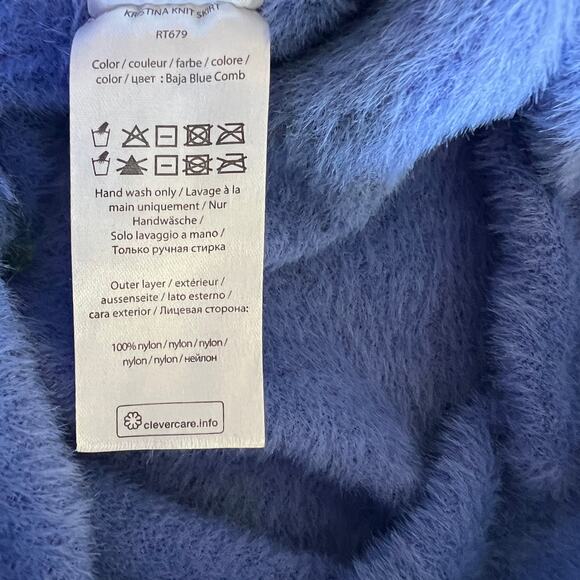 KRISTINA KNIT SKIRT
RT679
Color / couleur / farbe / colore /
color / цвет : Baja Blue Comb
Hand wash only / Lavage à la
main uniquement / Nur
Handwäsche /
Solo lavaggio a mano /
Только ручная стирка
Outer layer / extérieur /
aussenseite / lato esterno /
cara exterior / Лицевая сторона:
100% nylon / nylon / nylon /
nylon / nylon / нейлон
clevercare.info